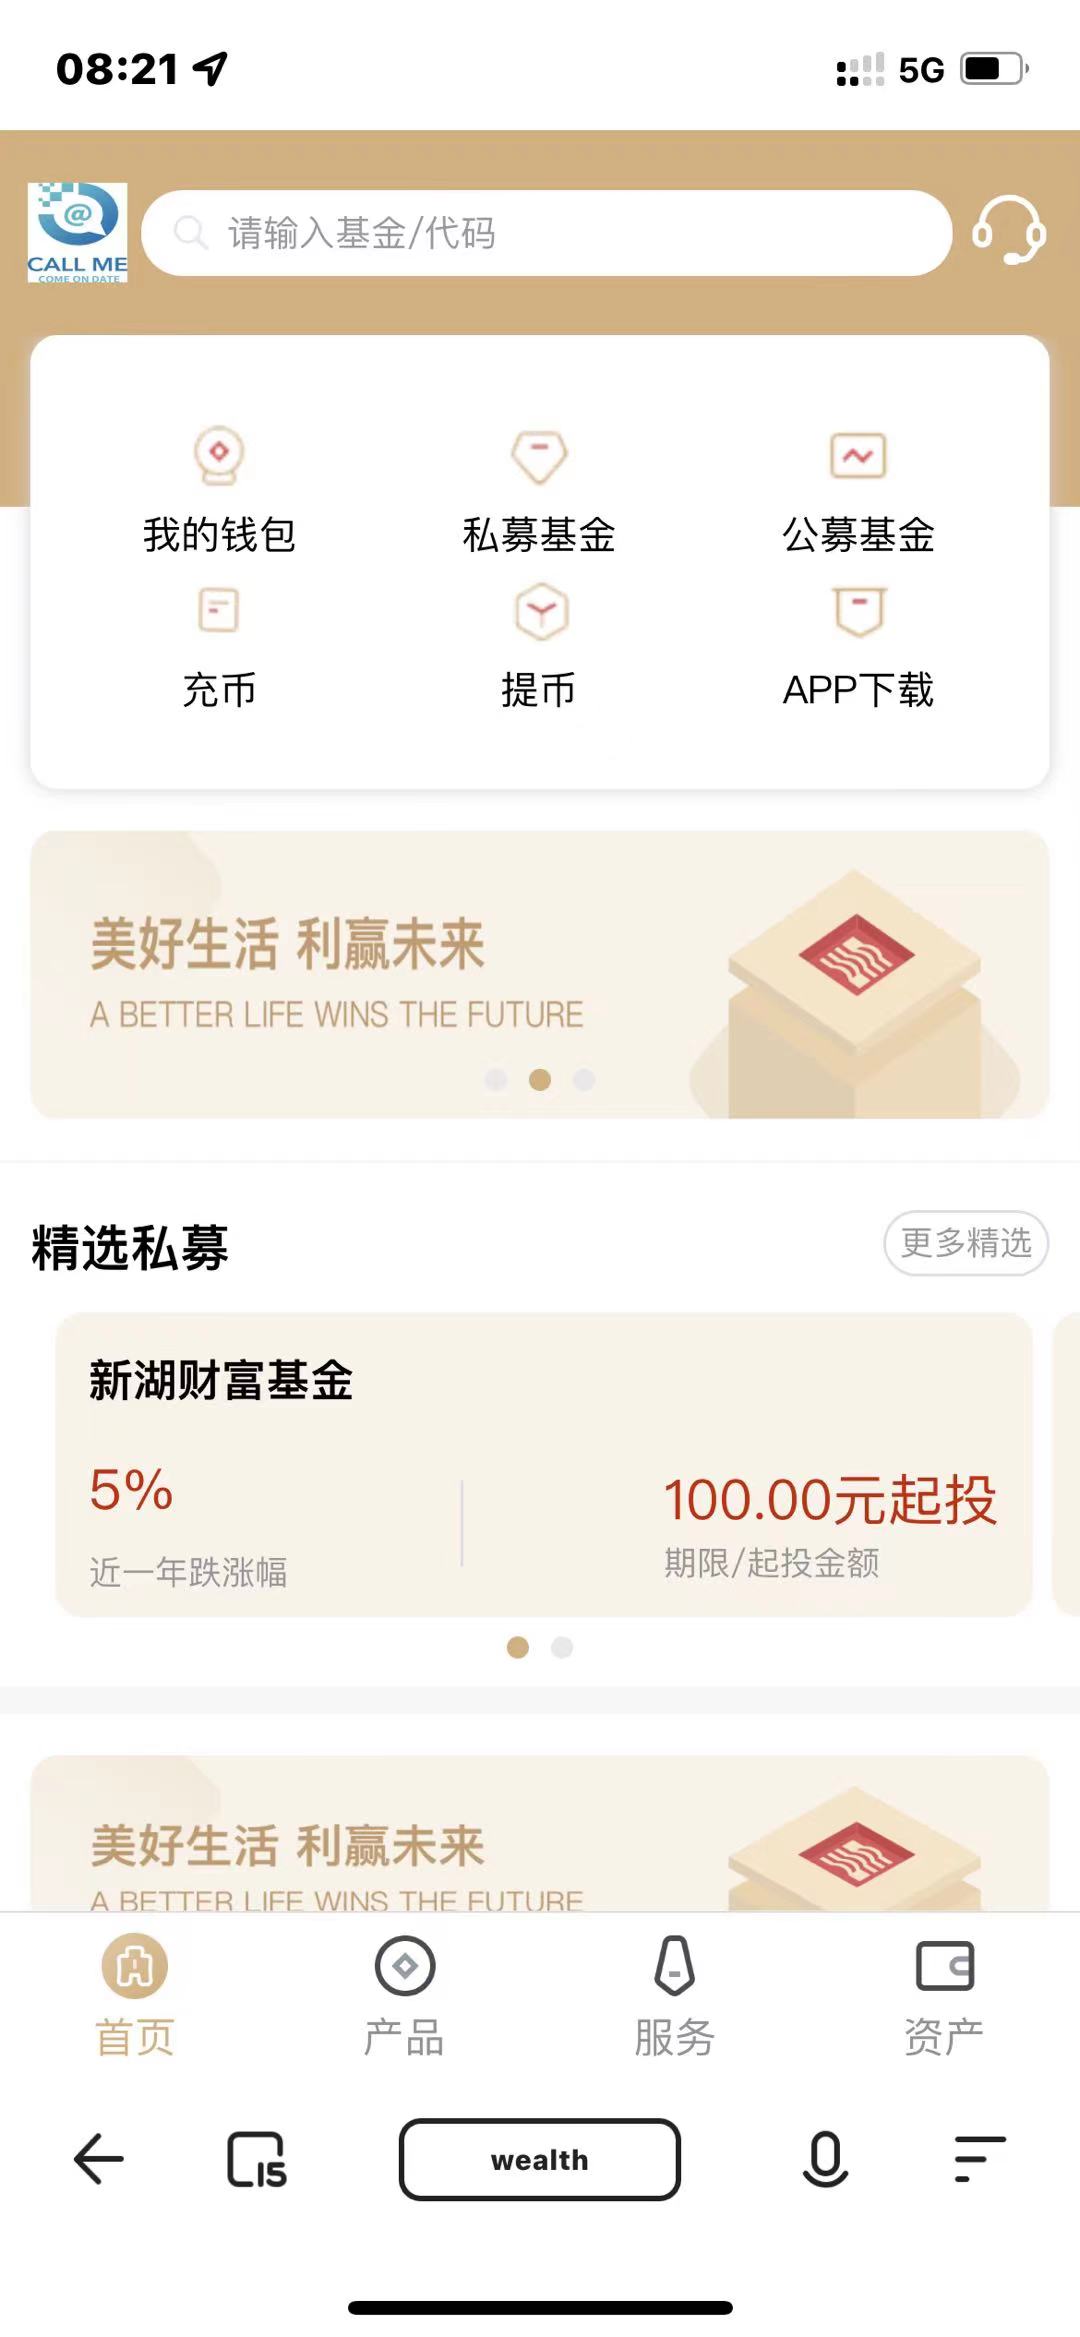 08:21
5G
CALL ME
COME ON DATE
请输入基金/代码
我的钱包
私募基金
公募基金
充币
提币
APP下载
美好生活 利赢未来
A BETTER LIFE WINS THE FUTURE
精选私募
更多精选
新湖财富基金
5%
100.00元起投
近一年跌涨幅
期限/起投金额
美好生活 利赢未来
A BETTER LIFE WINS THE FUTURE
首页
产品
服务
资产
15
wealth